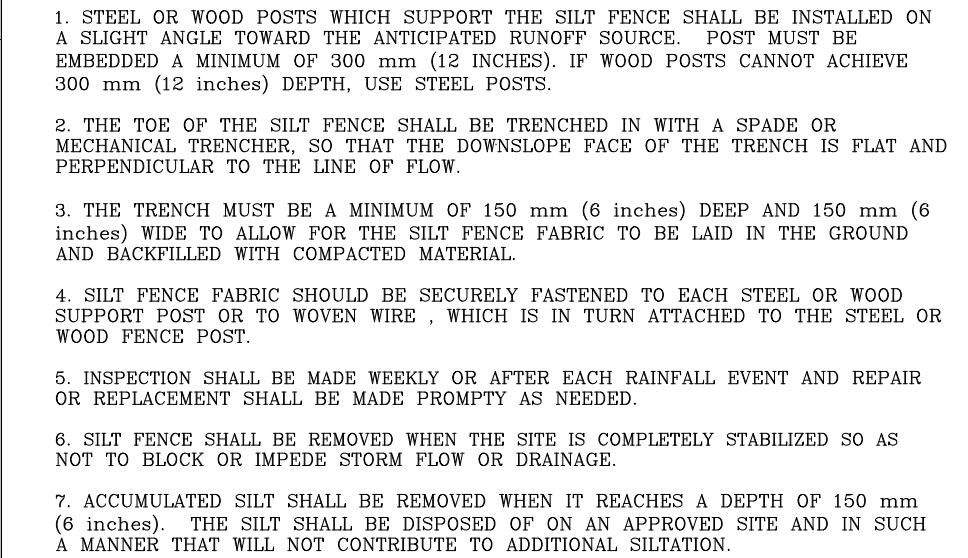 1. STEEL OR WOOD POSTS WHICH SUPPORT THE SILT FENCE SHALL BE INSTALLED ON
A SLIGHT ANGLE TOWARD THE ANTICIPATED RUNOFF SOURCE. POST MUST BE
EMBEDDED A MINIMUM OF 300 mm (12 INCHES). IF WOOD POSTS CANNOT ACHIEVE
300 mm (12 inches) DEPTH, USE STEEL POSTS.
2. THE TOE OF THE SILT FENCE SHALL BE TRENCHED IN WITH A SPADE OR
MECHANICAL TRENCHER, SO THAT THE DOWNSLOPE FACE OF THE TRENCH IS FLAT AND
PERPENDICULAR TO THE LINE OF FLOW.
3. THE TRENCH MUST BE A MINIMUM OF 150 mm (6 inches) DEEP AND 150 mm (6
inches) WIDE TO ALLOW FOR THE SILT FENCE FABRIC TO BE LAID IN THE GROUND
AND BACKFILLED WITH COMPACTED MATERIAL.
4. SILT FENCE FABRIC SHOULD BE SECURELY FASTENED TO EACH STEEL OR WOOD
SUPPORT POST OR TO WOVEN WIRE , WHICH IS IN TURN ATTACHED TO THE STEEL OR
WOOD FENCE POST.
5. INSPECTION SHALL BE MADE WEEKLY OR AFTER EACH RAINFALL EVENT AND REPAIR
OR REPLACEMENT SHALL BE MADE PROMPTY AS NEEDED.
6. SILT FENCE SHALL BE REMOVED WHEN THE SITE IS COMPLETELY STABILIZED SO AS
NOT TO BLOCK OR IMPEDE STORM FLOW OR DRAINAGE.
7. ACCUMULATED SILT SHALL BE REMOVED WHEN IT REACHES A DEPTH OF 150 mm
(6 inches). THE SILT SHALL BE DISPOSED OF ON AN APPROVED SITE AND IN SUCH
A MANNER THAT WILL NOT CONTRIBUTE TO ADDITIONAL SILTATION.